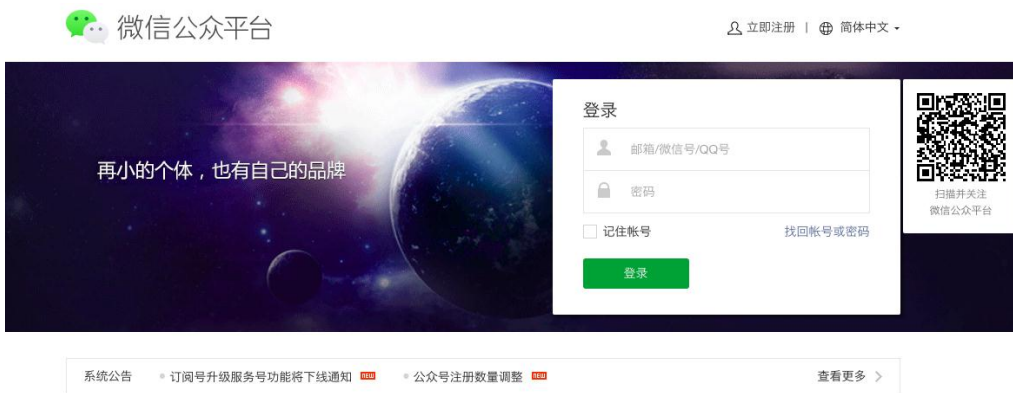 微信公众平台
立即注册 | 简体中文
再小的个体，也有自己的品牌
登录
邮箱/微信号/QQ号
密码
记住帐号 找回帐号或密码
登录
扫描并关注
微信公众平台
系统公告 订阅号升级服务号功能将下线通知 NEW 公众号注册数量调整 NEW 查看更多